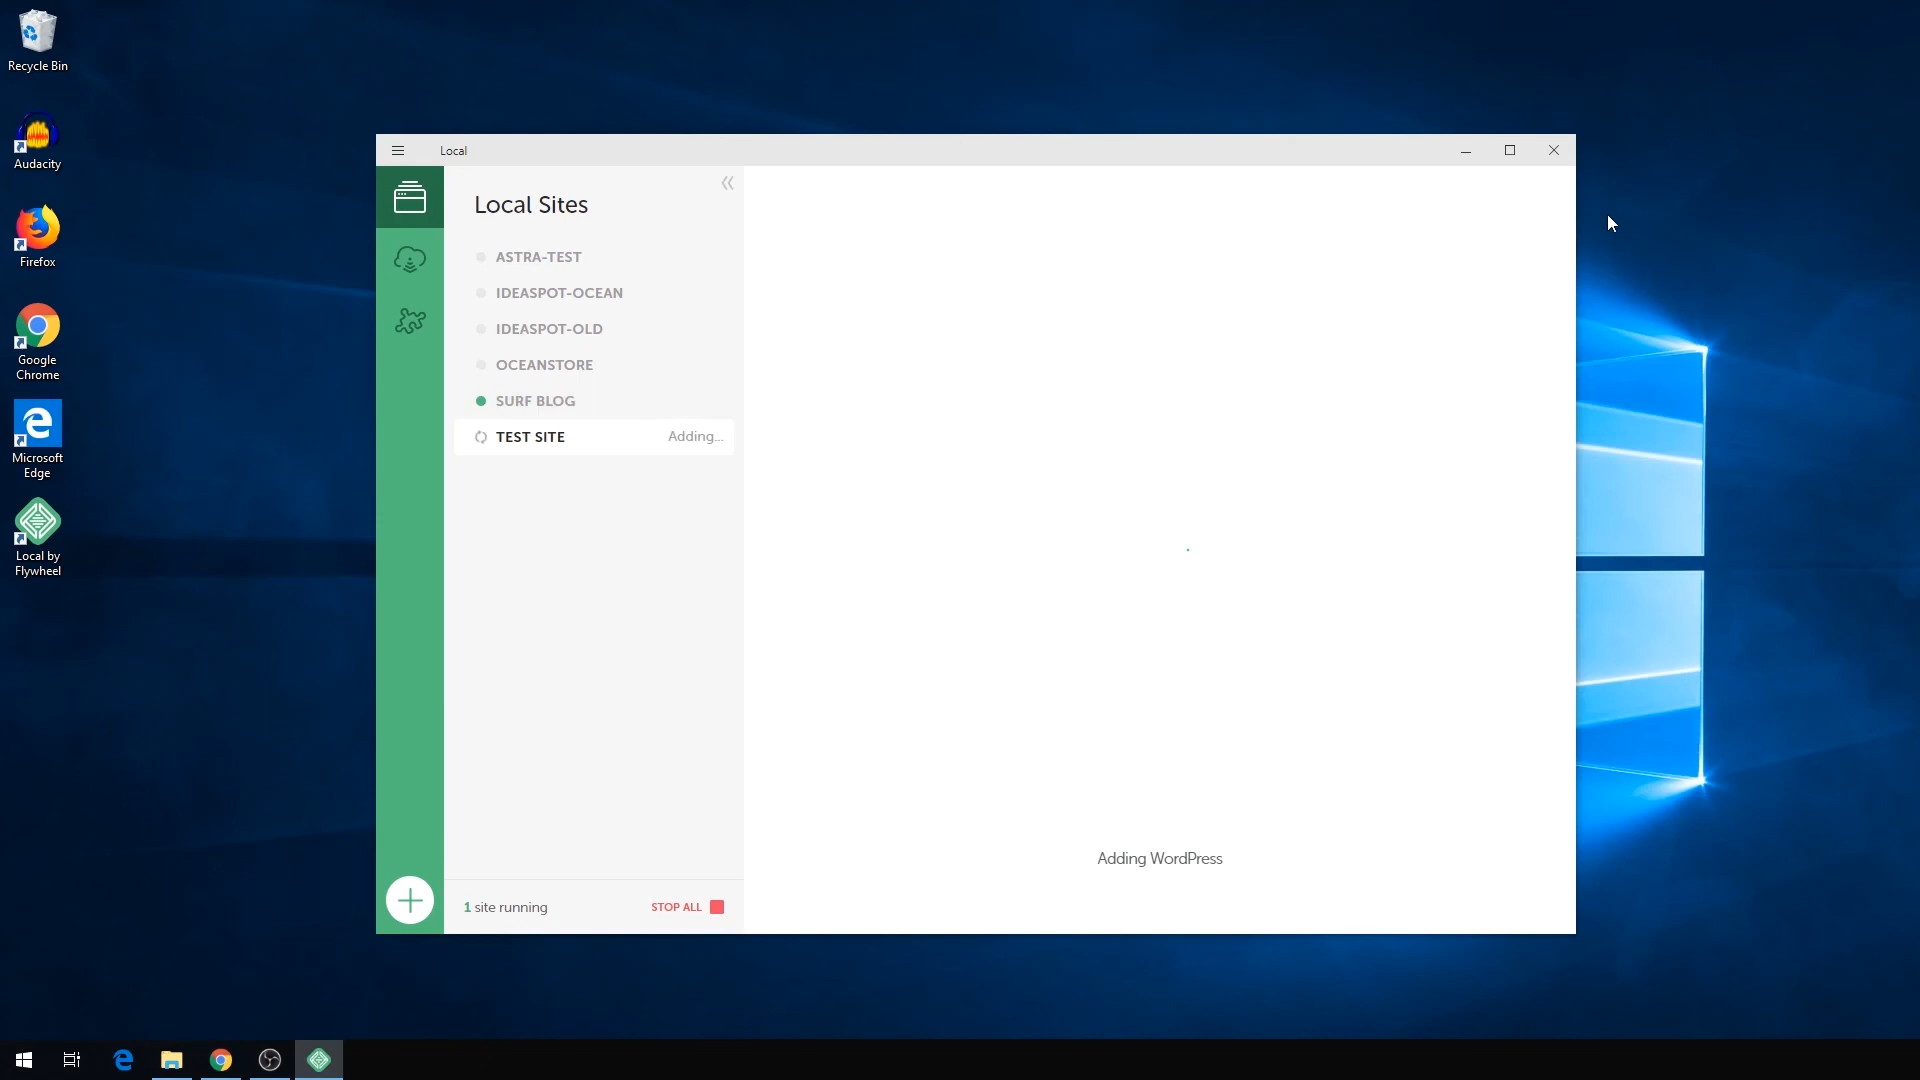 Recycle Bin
Audacity
Firefox
Google
Chrome
Microsoft
Edge
Local by
Flywheel
Local
Local Sites
ASTRA-TEST
IDEASPOT-OCEAN
IDEASPOT-OLD
OCEANSTORE
SURF BLOG
TEST SITE Adding...
1 site running STOP ALL
Adding WordPress